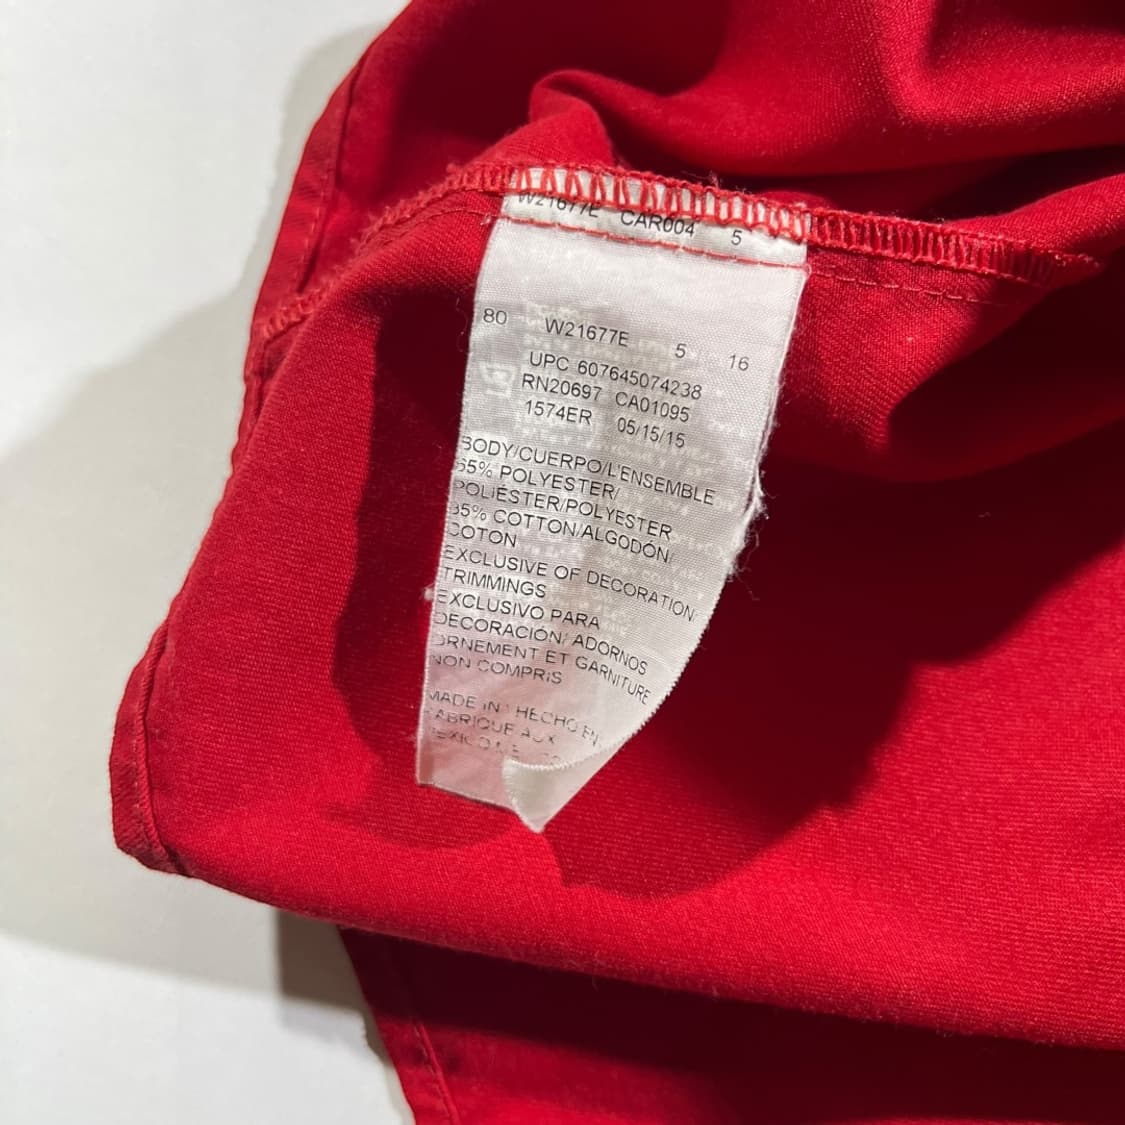 W21677E CAR004 5
80 W21677E 5 16
UPC 607645074238
RN20697 CA01095
1574ER 05/15/15
BODY/CUERPO/L'ENSEMBLE
65% POLYESTER/
POLIÉSTER/POLYESTER
35% COTTON/ALGODÓN/
COTON
EXCLUSIVE OF DECORATION/
TRIMMINGS
EXCLUSIVO PARA
DECORACIÓN/ ADORNOS
ORNEMENT ET GARNITURE
NON COMPRIS
MADE IN / HECHO EN
FABRIQUE AUX